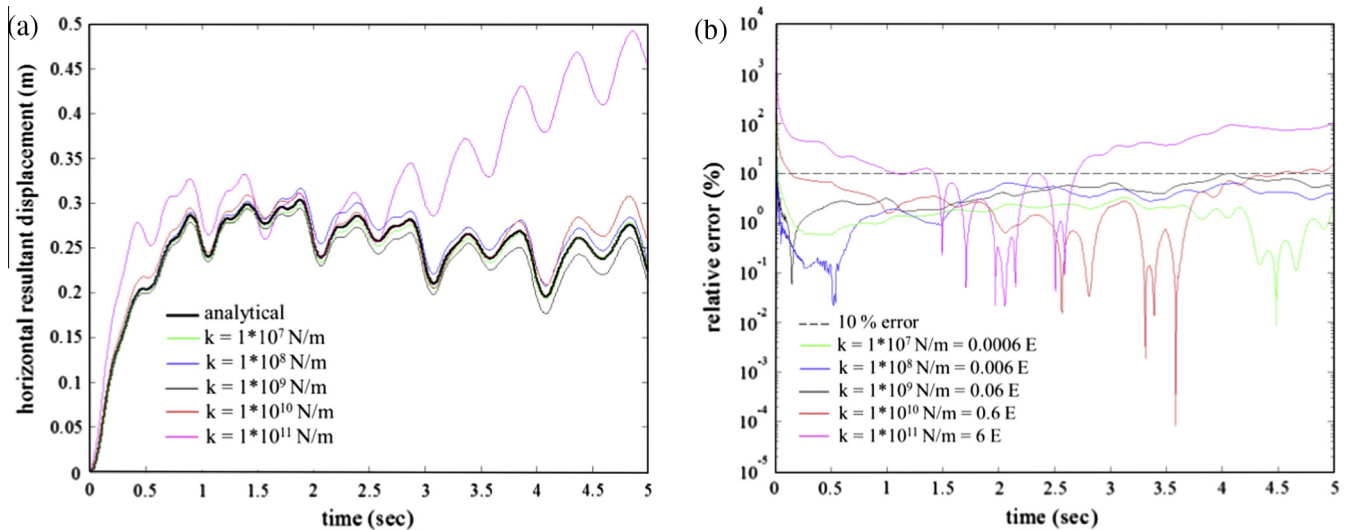 (a)
horizontal resultant displacement (m)
0.5
0.45
0.4
0.35
0.3
0.25
0.2
0.15
0.1
0.05
0
analytical
k = 1*10⁷ N/m
k = 1*10⁸ N/m
k = 1*10⁹ N/m
k = 1*10¹⁰ N/m
k = 1*10¹¹ N/m
0 0.5 1 1.5 2 2.5 3 3.5 4 4.5 5
time (sec)
(b)
relative error (%)
10⁴
10³
10²
10¹
10⁰
10⁻¹
10⁻²
10⁻³
10⁻⁴
10⁻⁵
10 % error
k = 1*10⁷ N/m = 0.0006 E
k = 1*10⁸ N/m = 0.006 E
k = 1*10⁹ N/m = 0.06 E
k = 1*10¹⁰ N/m = 0.6 E
k = 1*10¹¹ N/m = 6 E
0 0.5 1 1.5 2 2.5 3 3.5 4 4.5 5
time (sec)